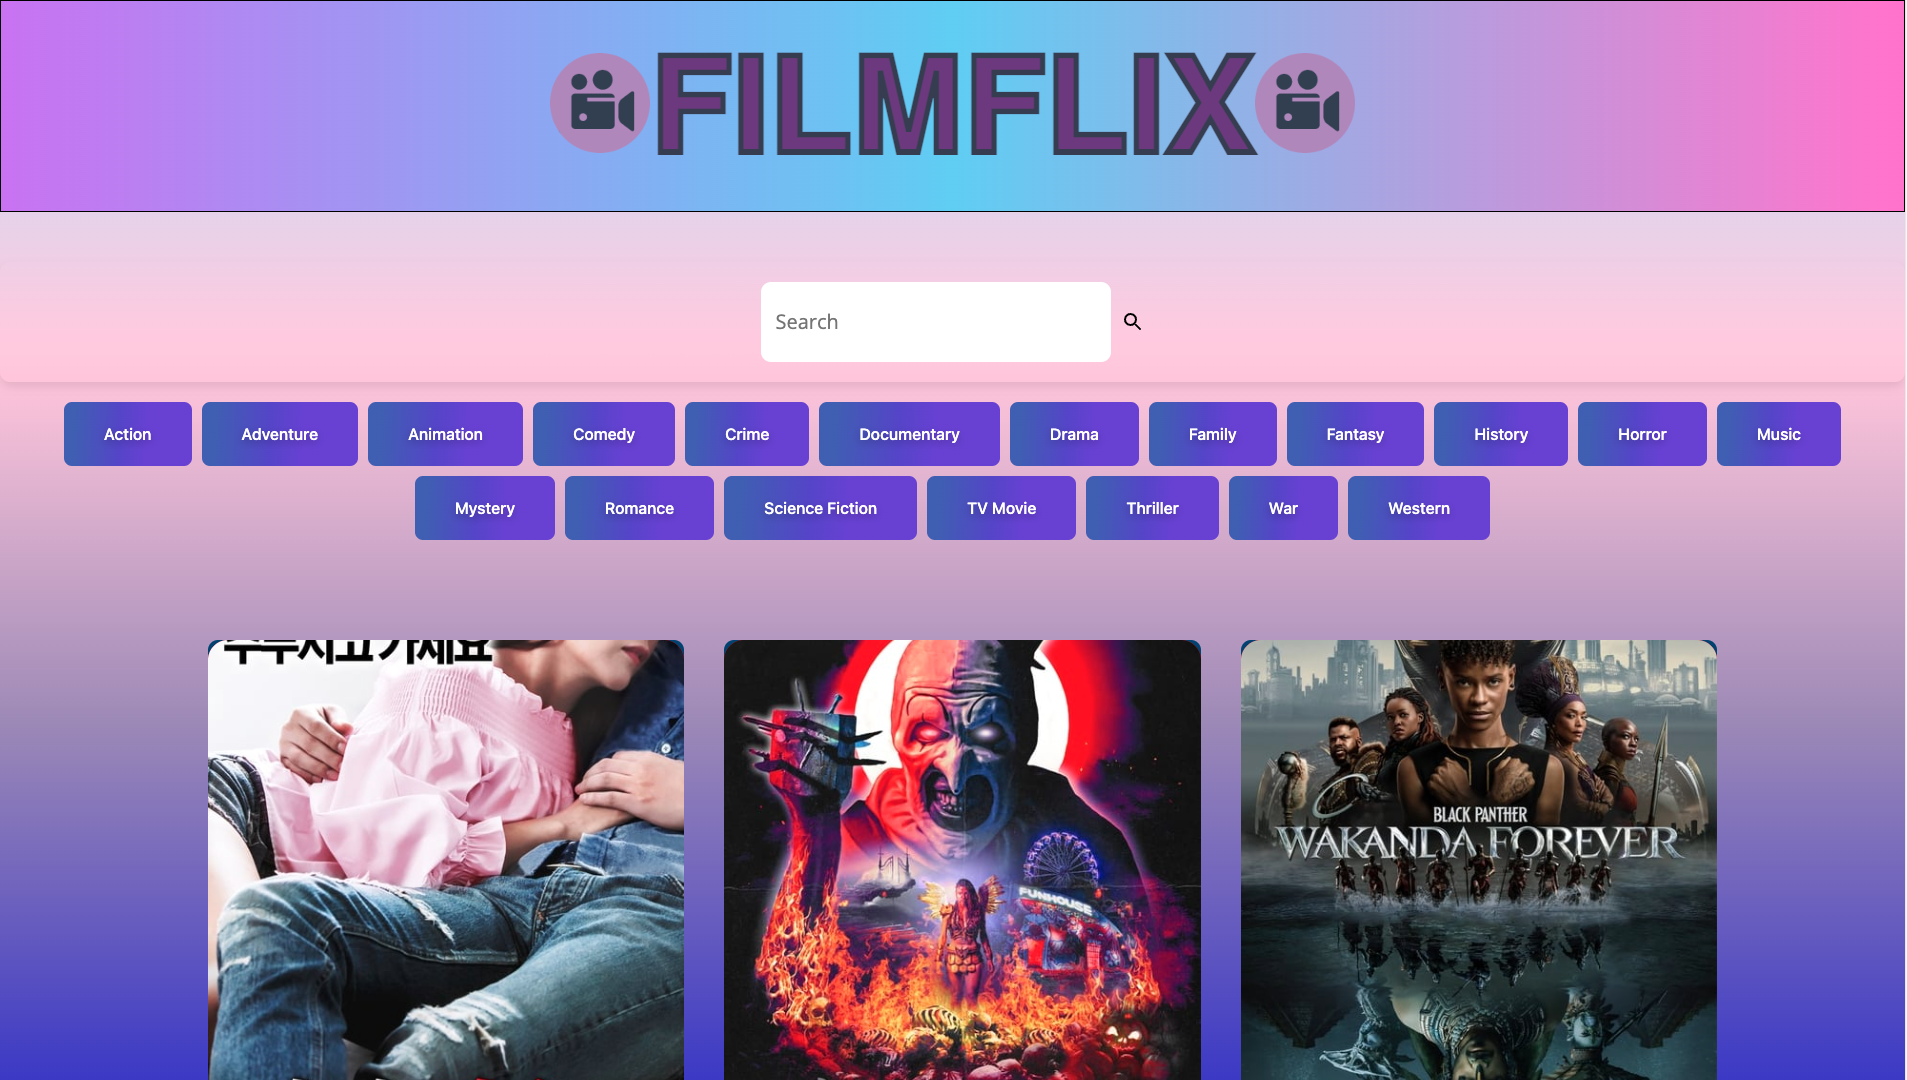 FILMFLIX
Search
Action
Adventure
Animation
Comedy
Crime
Documentary
Drama
Family
Fantasy
History
Horror
Music
Mystery
Romance
Science Fiction
TV Movie
Thriller
War
Western
FUNHOUSE
BLACK PANTHER
WAKANDA FOREVER